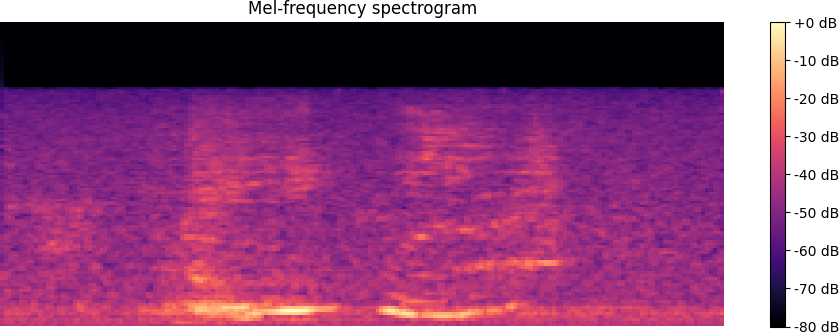 Mel-frequency spectrogram
+0 dB
-10 dB
-20 dB
-30 dB
-40 dB
-50 dB
-60 dB
-70 dB
-80 dB